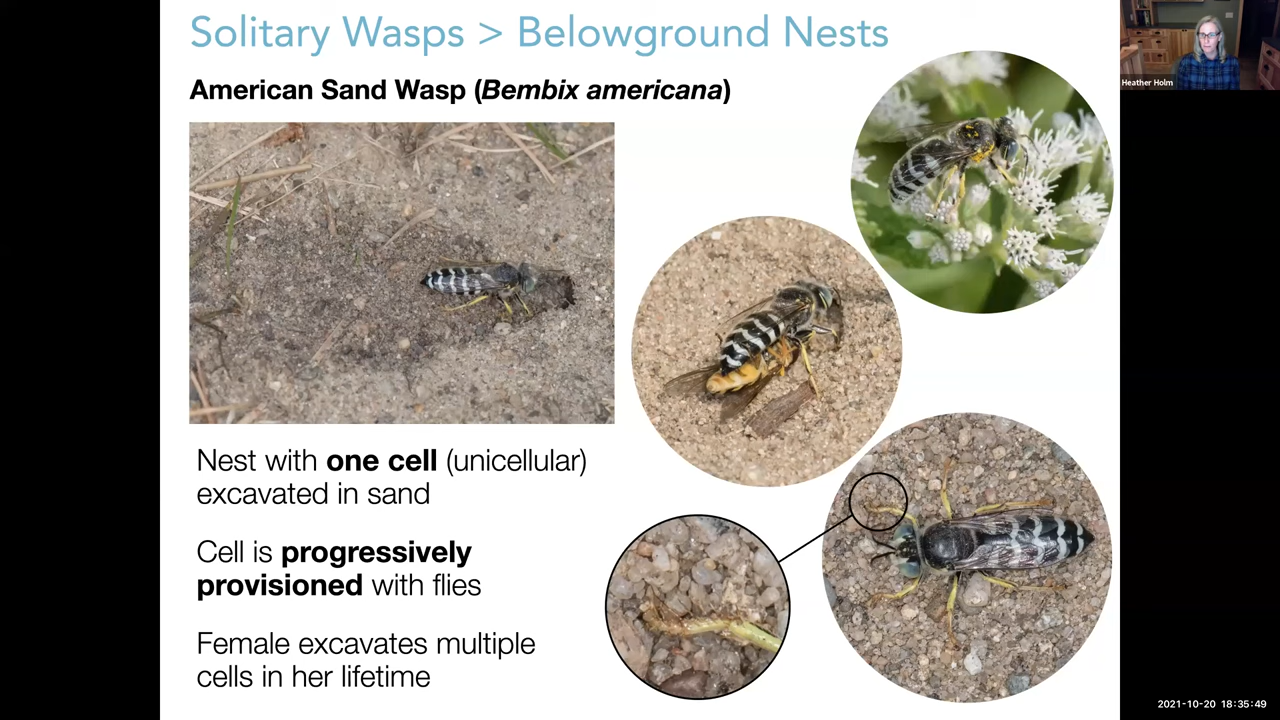 Solitary Wasps > Belowground Nests
American Sand Wasp (Bembix americana)
Nest with one cell (unicellular)
excavated in sand
Cell is progressively
provisioned with flies
Female excavates multiple
cells in her lifetime
Heather Holm
2021-10-20 18:35:49